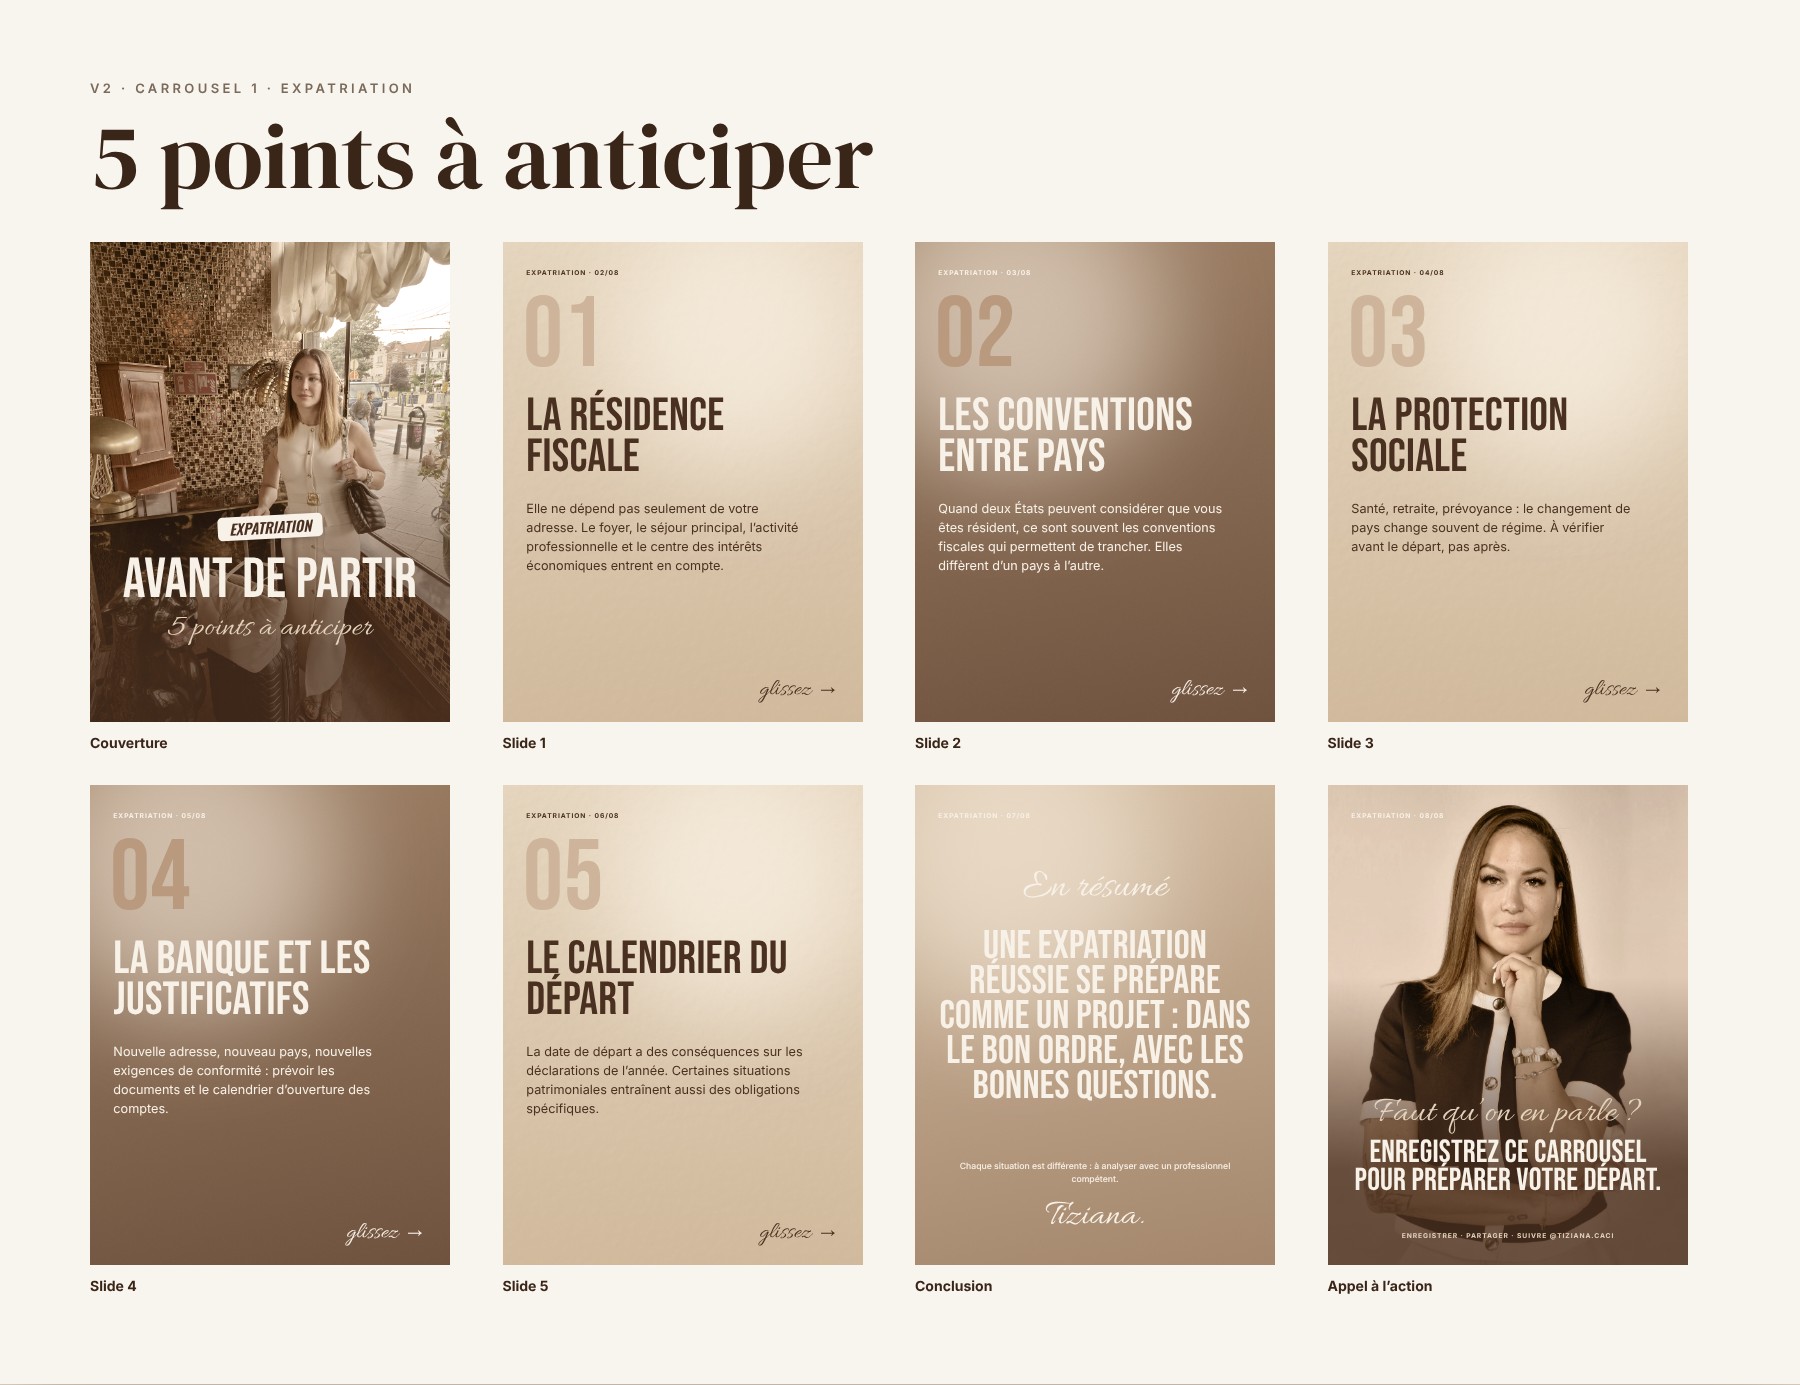 V2 · CARROUSEL 1 · EXPATRIATION
5 points à anticiper
EXPATRIATION
AVANT DE PARTIR
5 points à anticiper
Couverture
EXPATRIATION · 02/08
01
LA RÉSIDENCE
FISCALE
Elle ne dépend pas seulement de votre
adresse. Le foyer, le séjour principal, l’activité
professionnelle et le centre des intérêts
économiques entrent en compte.
glissez →
Slide 1
EXPATRIATION · 03/08
02
LES CONVENTIONS
ENTRE PAYS
Quand deux États peuvent considérer que vous
êtes résident, ce sont souvent les conventions
fiscales qui permettent de trancher. Elles
diffèrent d’un pays à l’autre.
glissez →
Slide 2
EXPATRIATION · 04/08
03
LA PROTECTION
SOCIALE
Santé, retraite, prévoyance : le changement de
pays change souvent de régime. À vérifier
avant le départ, pas après.
glissez →
Slide 3
EXPATRIATION · 05/08
04
LA BANQUE ET LES
JUSTIFICATIFS
Nouvelle adresse, nouveau pays, nouvelles
exigences de conformité : prévoir les
documents et le calendrier d’ouverture des
comptes.
glissez →
Slide 4
EXPATRIATION · 06/08
05
LE CALENDRIER DU
DÉPART
La date de départ a des conséquences sur les
déclarations de l’année. Certaines situations
patrimoniales entraînent aussi des obligations
spécifiques.
glissez →
Slide 5
EXPATRIATION · 07/08
En résumé
UNE EXPATRIATION
RÉUSSIE SE PRÉPARE
COMME UN PROJET : DANS
LE BON ORDRE, AVEC LES
BONNES QUESTIONS.
Chaque situation est différente : à analyser avec un professionnel
compétent.
Tiziana.
Conclusion
EXPATRIATION · 08/08
Faut qu’on en parle ?
ENREGISTREZ CE CARROUSEL
POUR PRÉPARER VOTRE DÉPART.
ENREGISTRER · PARTAGER · SUIVRE @TIZIANA.CACI
Appel à l’action